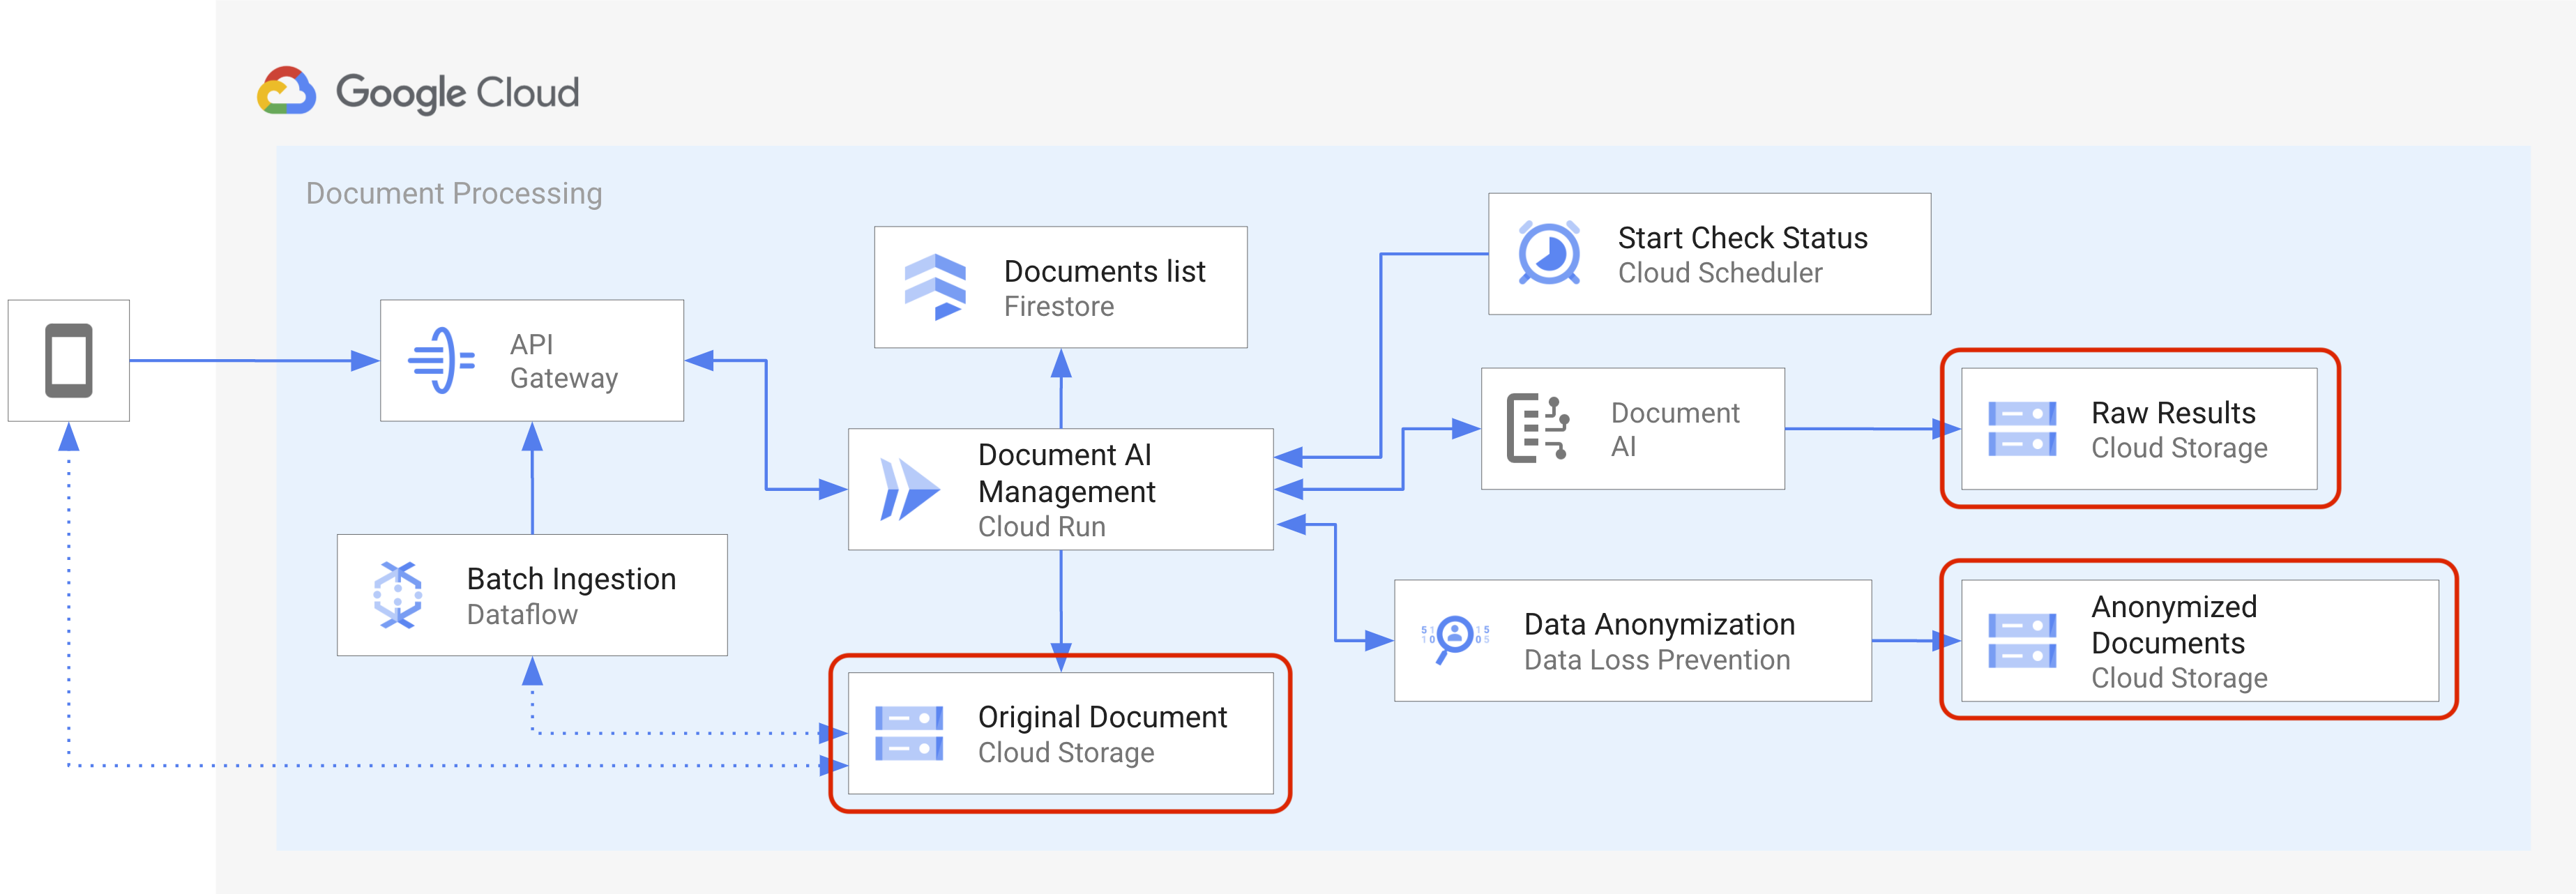 Google Cloud
Document Processing
Documents list
Firestore
Start Check Status
Cloud Scheduler
API
Gateway
Document AI
Management
Cloud Run
Document
AI
Raw Results
Cloud Storage
Batch Ingestion
Dataflow
Data Anonymization
Data Loss Prevention
Anonymized
Documents
Cloud Storage
Original Document
Cloud Storage